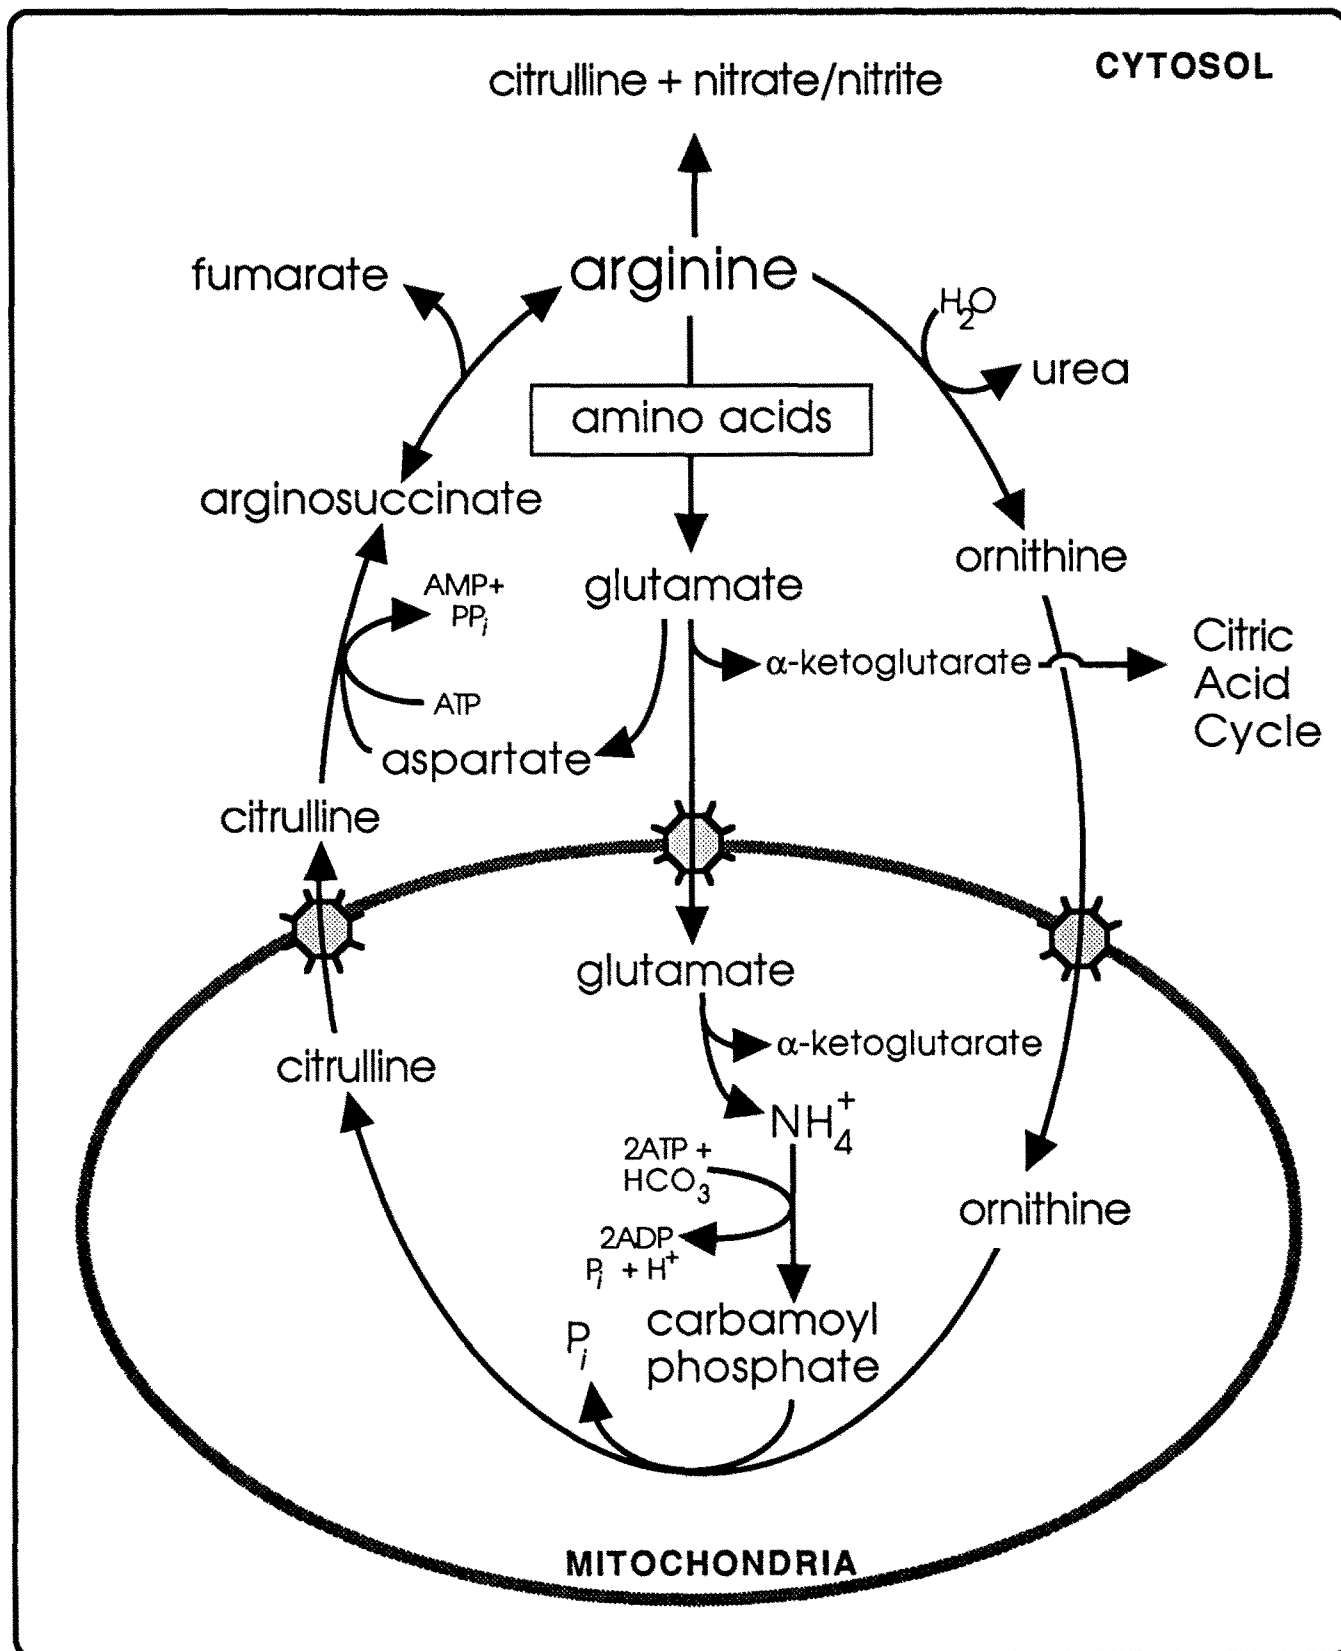 CYTOSOL
citrulline + nitrate/nitrite
fumarate
arginine
H₂O
urea
amino acids
arginosuccinate
ornithine
AMP+
PPᵢ
glutamate
α-ketoglutarate
Citric
Acid
Cycle
ATP
aspartate
citrulline
glutamate
citrulline
α-ketoglutarate
NH₄⁺
2ATP +
HCO₃
ornithine
2ADP
Pᵢ + H⁺
carbamoyl
phosphate
Pᵢ
MITOCHONDRIA